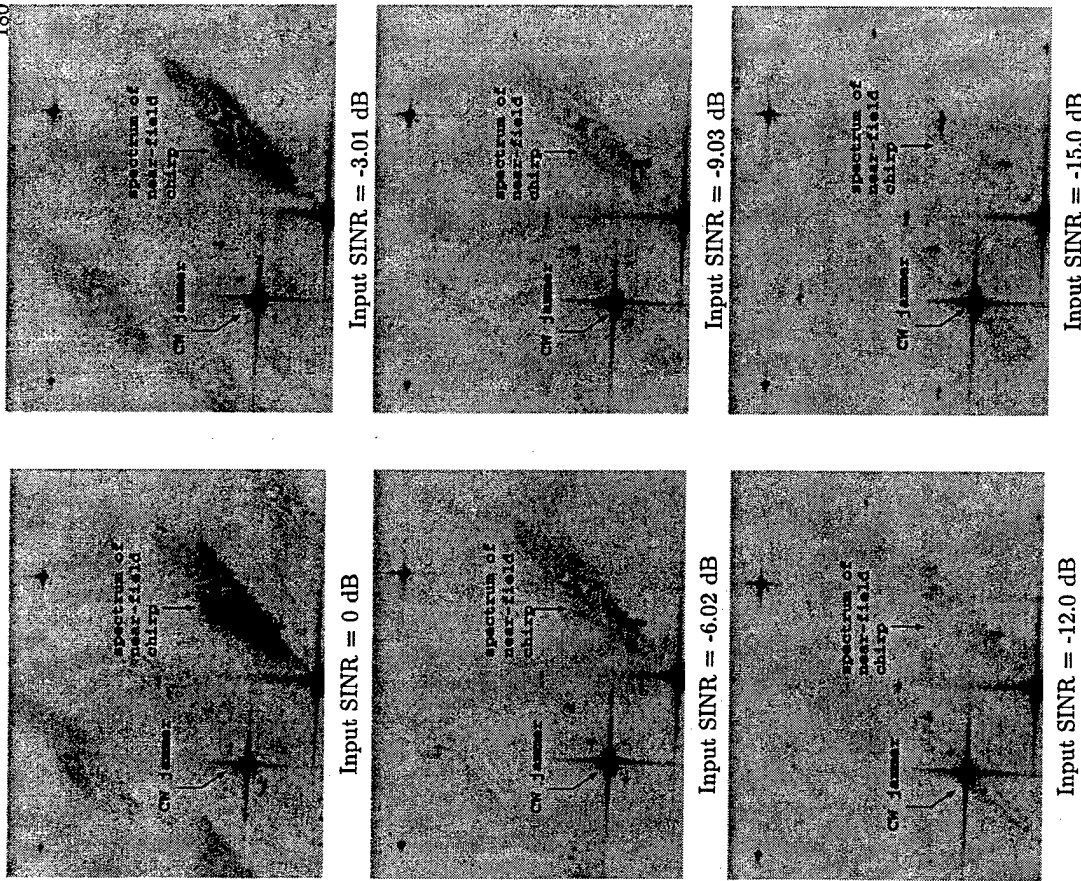 180
spectrum of
near-field
chirp
CW jammer
Input SINR = 0 dB
spectrum of
near-field
chirp
CW jammer
Input SINR = -3.01 dB
spectrum of
near-field
chirp
CW jammer
Input SINR = -6.02 dB
spectrum of
near-field
chirp
CW jammer
Input SINR = -9.03 dB
spectrum of
near-field
chirp
CW jammer
Input SINR = -12.0 dB
spectrum of
near-field
chirp
CW jammer
Input SINR = -15.0 dB